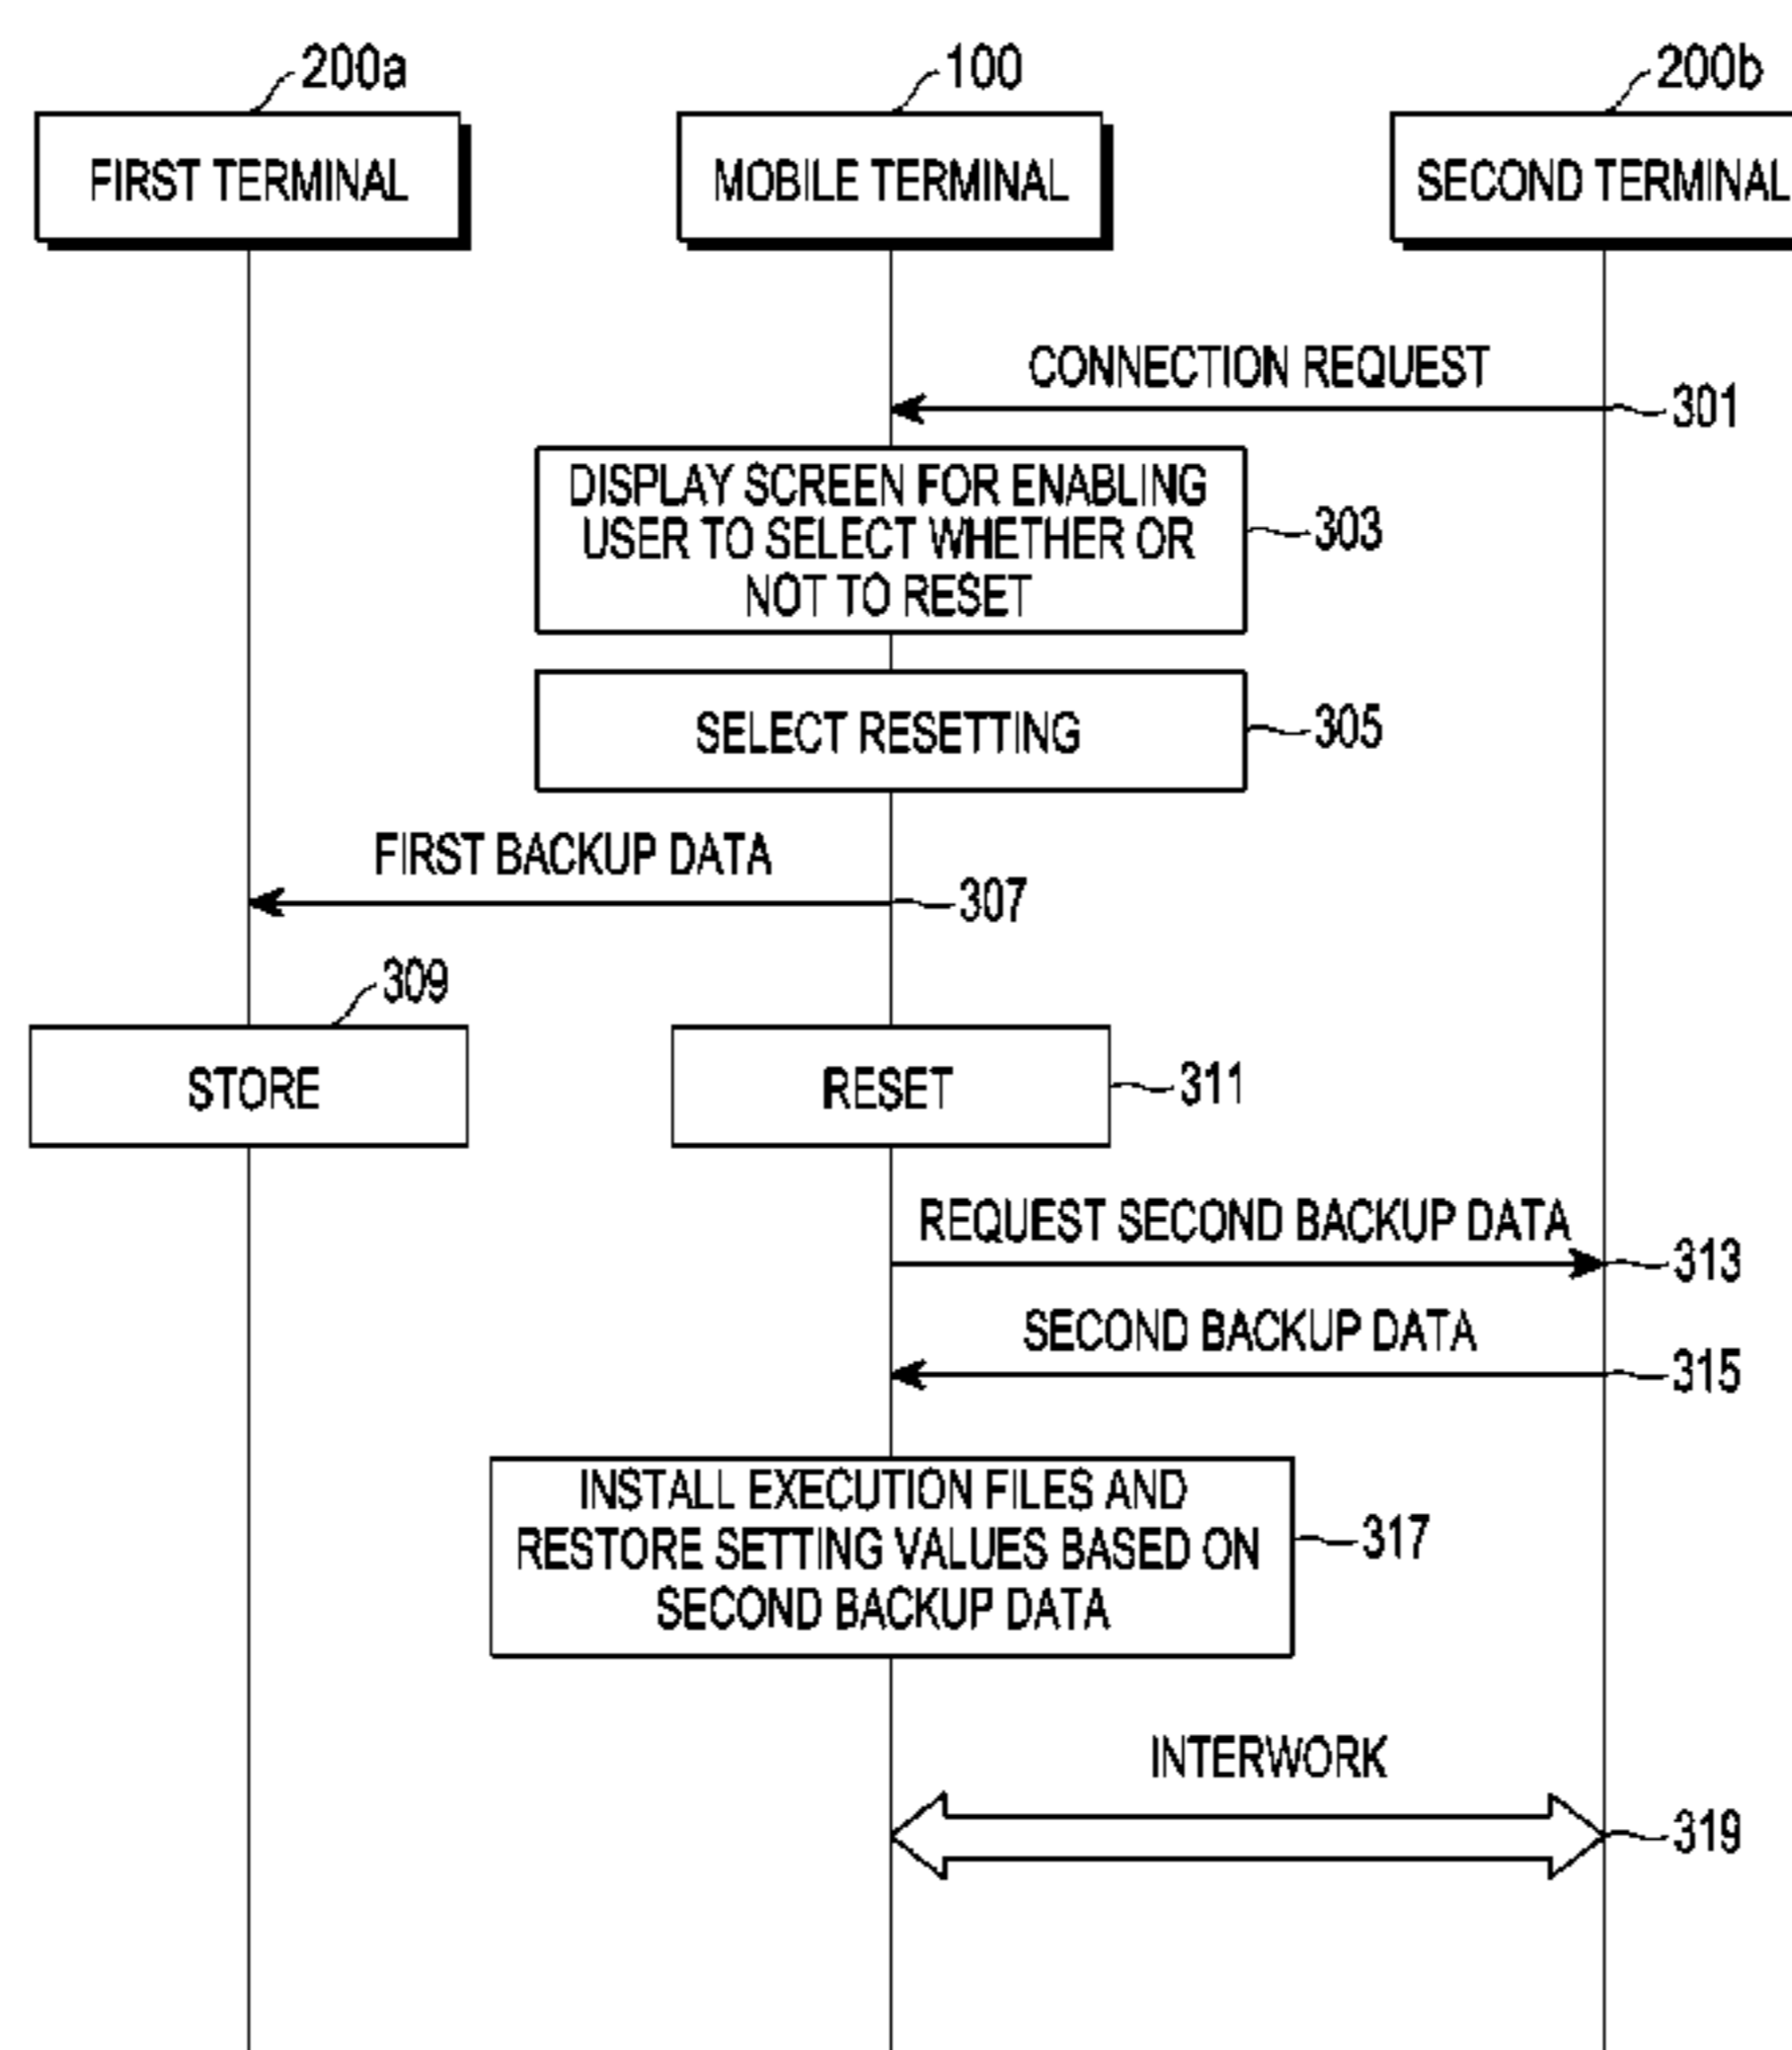 200a
100
200b
FIRST TERMINAL
MOBILE TERMINAL
SECOND TERMINAL
CONNECTION REQUEST
301
DISPLAY SCREEN FOR ENABLING
USER TO SELECT WHETHER OR
NOT TO RESET
303
SELECT RESETTING
305
FIRST BACKUP DATA
307
309
STORE
RESET
311
REQUEST SECOND BACKUP DATA
313
SECOND BACKUP DATA
315
INSTALL EXECUTION FILES AND
RESTORE SETTING VALUES BASED ON
SECOND BACKUP DATA
317
INTERWORK
319